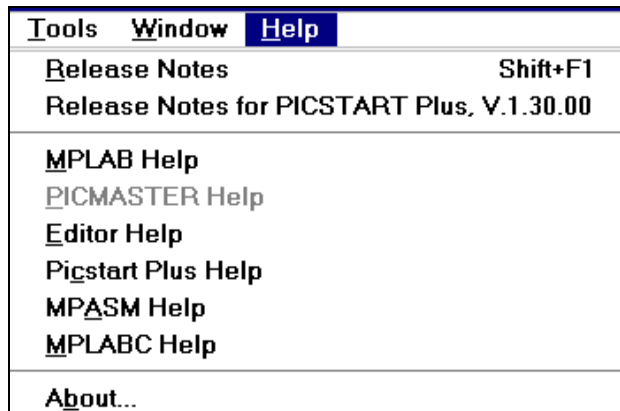 Tools Window Help
Release Notes Shift+F1
Release Notes for PICSTART Plus, V.1.30.00
MPLAB Help
PICMASTER Help
Editor Help
Picstart Plus Help
MPASM Help
MPLABC Help
About...